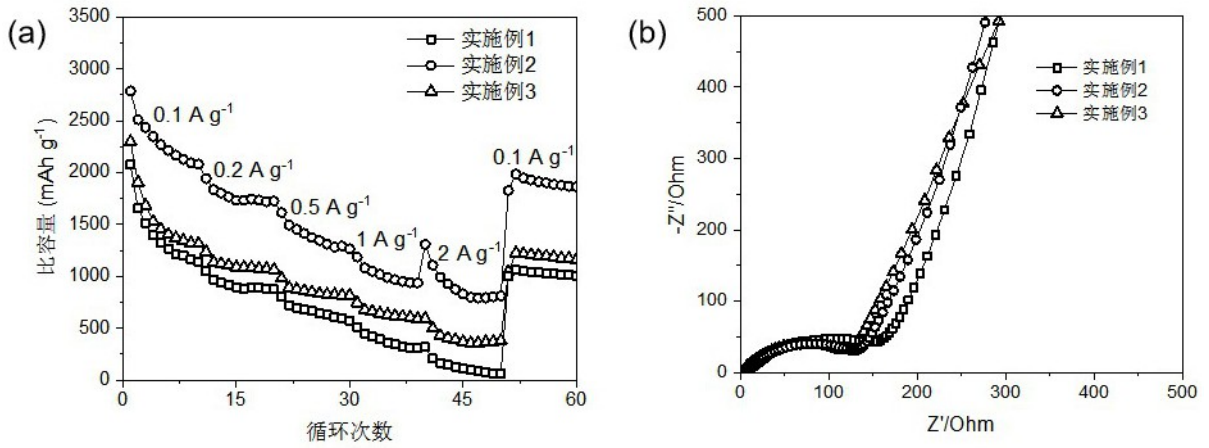 (a)
3500
3000
2500
2000
1500
1000
500
0
比容量 (mAh g⁻¹)
实施例1
实施例2
实施例3
0.1 A g⁻¹
0.2 A g⁻¹
0.5 A g⁻¹
1 A g⁻¹
2 A g⁻¹
0.1 A g⁻¹
0 15 30 45 60
循环次数
(b)
500
400
300
200
100
0
-Z''/Ohm
实施例1
实施例2
实施例3
0 100 200 300 400 500
Z'/Ohm